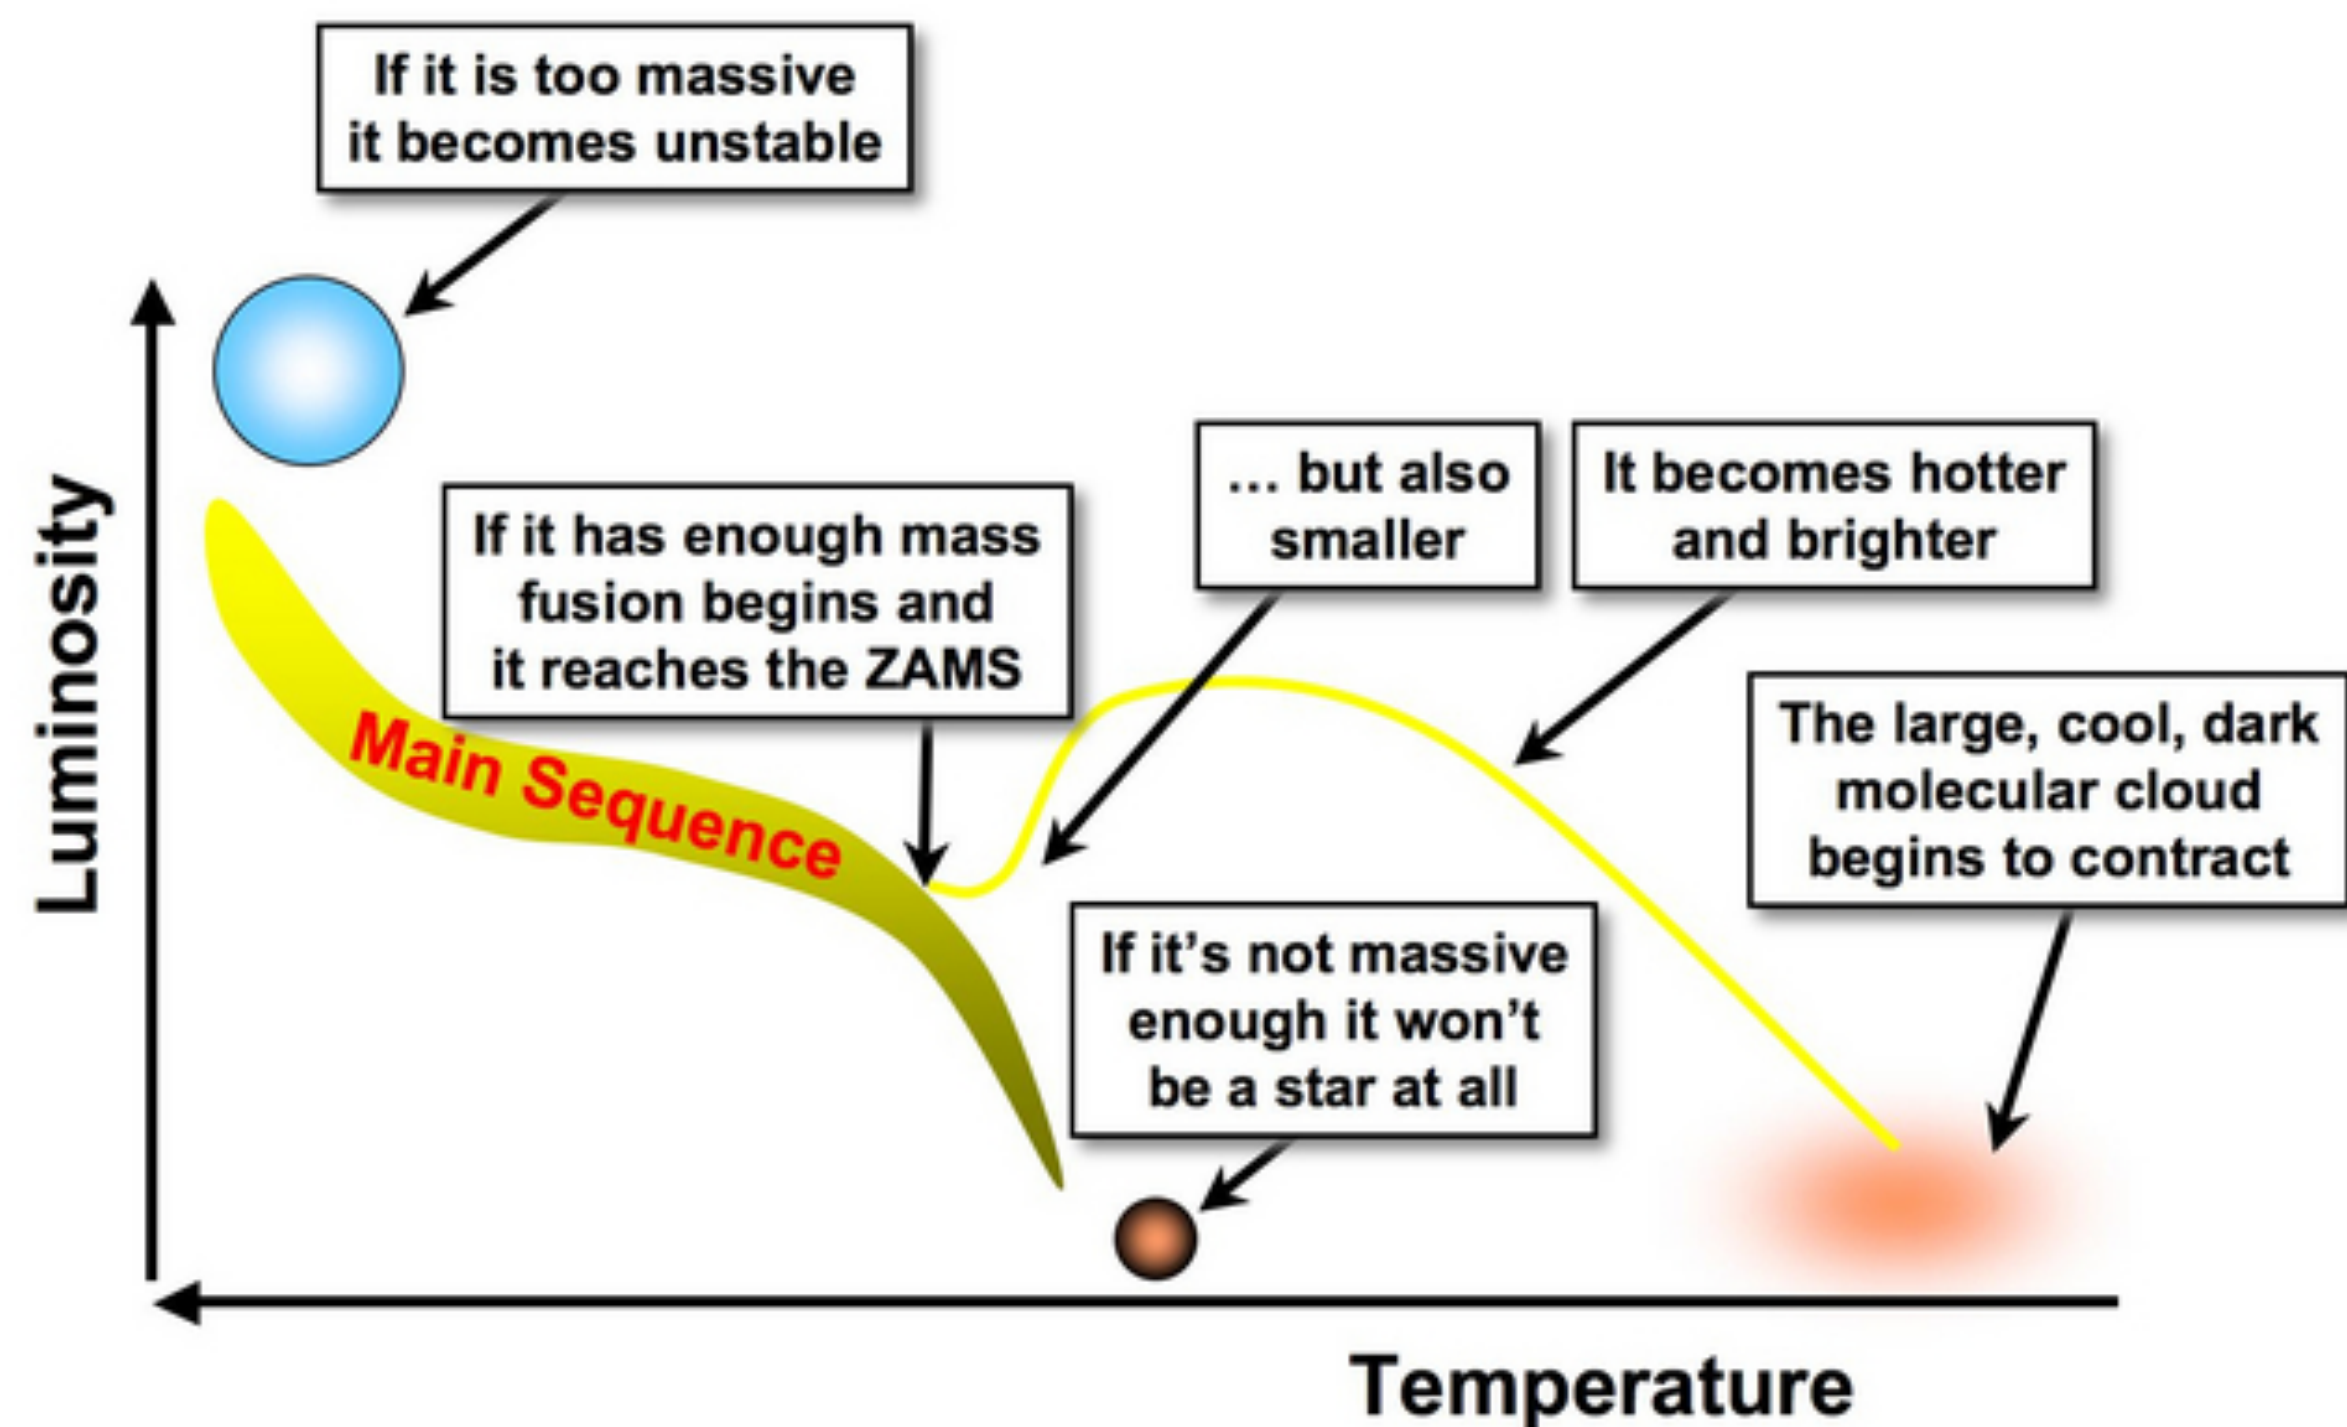 If it is too massive
it becomes unstable
Luminosity
If it has enough mass
fusion begins and
it reaches the ZAMS
… but also
smaller
It becomes hotter
and brighter
The large, cool, dark
molecular cloud
begins to contract
Main Sequence
If it’s not massive
enough it won’t
be a star at all
Temperature